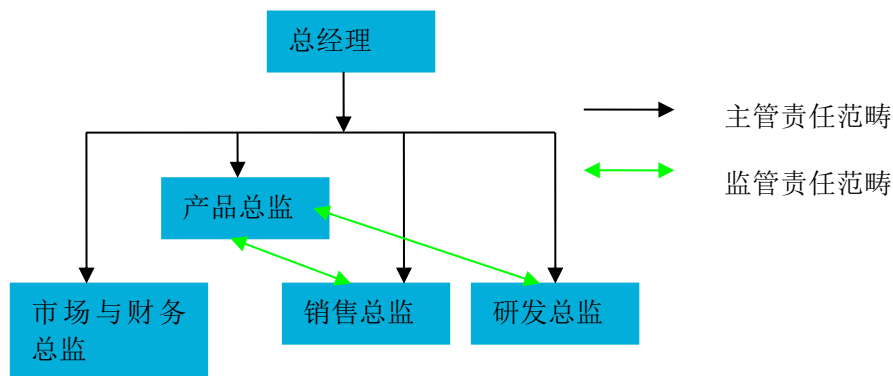 总经理
主管责任范畴
监管责任范畴
产品总监
市场与财务
总监
销售总监
研发总监